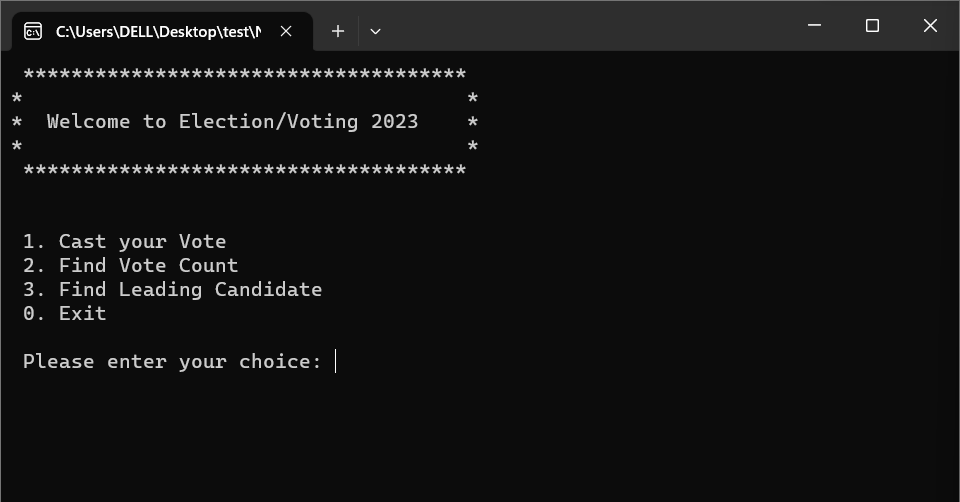 C:\Users\DELL\Desktop\test\N
*************************************
* *
* Welcome to Election/Voting 2023 *
* *
*************************************
1. Cast your Vote
2. Find Vote Count
3. Find Leading Candidate
0. Exit
Please enter your choice: